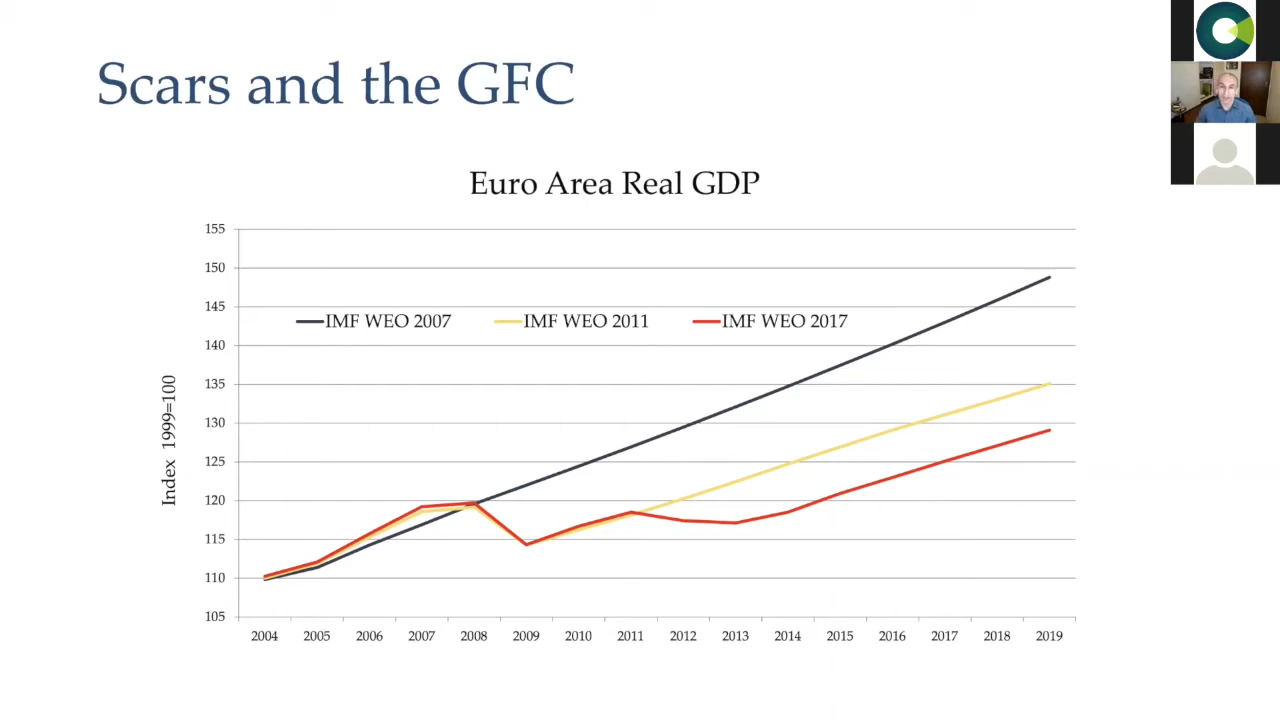 Scars and the GFC
Euro Area Real GDP
155
150
145
IMF WEO 2007 IMF WEO 2011 IMF WEO 2017
140
135
130
125
120
115
110
105
Index 1999=100
2004 2005 2006 2007 2008 2009 2010 2011 2012 2013 2014 2015 2016 2017 2018 2019